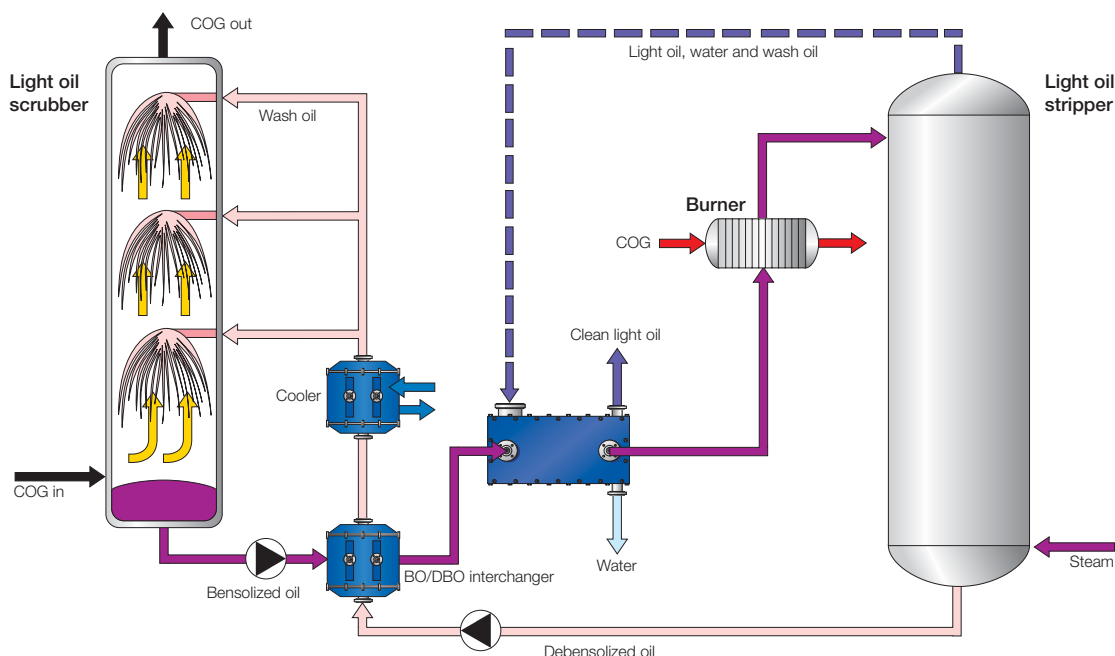 COG out
Light oil
scrubber
Wash oil
Light oil, water and wash oil
Light oil
stripper
Burner
COG
Clean light oil
Cooler
COG in
Bensolized oil
BO/DBO interchanger
Water
Steam
Debensolized oil